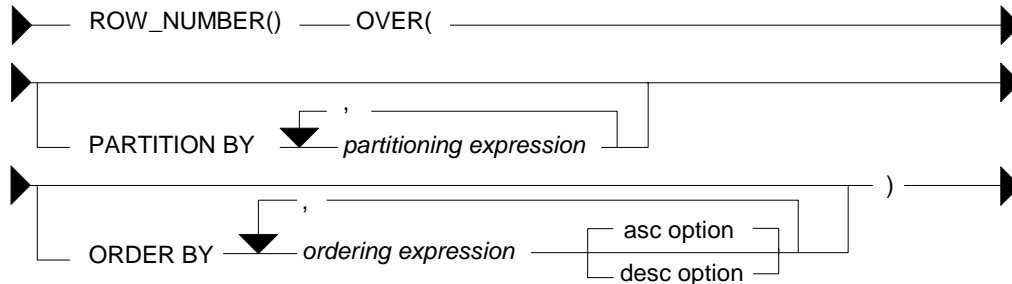 ROW_NUMBER() OVER(
,
PARTITION BY partitioning expression
)
,
asc option
ORDER BY ordering expression
desc option